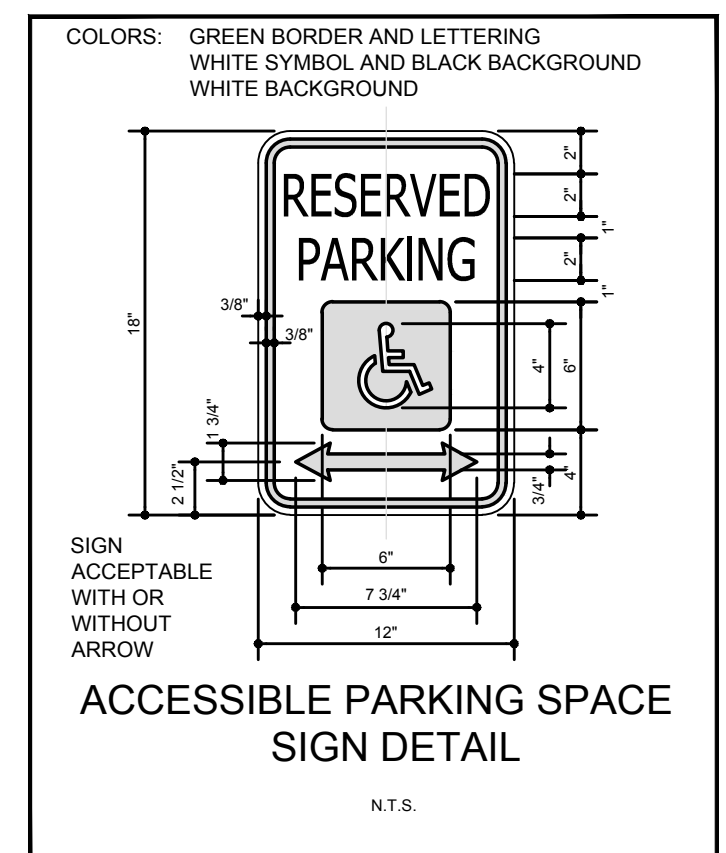 COLORS: GREEN BORDER AND LETTERING
WHITE SYMBOL AND BLACK BACKGROUND
WHITE BACKGROUND
18"
RESERVED
PARKING
2"
2"
1"
2"
1"
3/8"
3/8"
4"
6"
1 3/4"
2 1/2"
3/4"
4"
6"
7 3/4"
12"
SIGN
ACCEPTABLE
WITH OR
WITHOUT
ARROW
ACCESSIBLE PARKING SPACE
SIGN DETAIL
N.T.S.